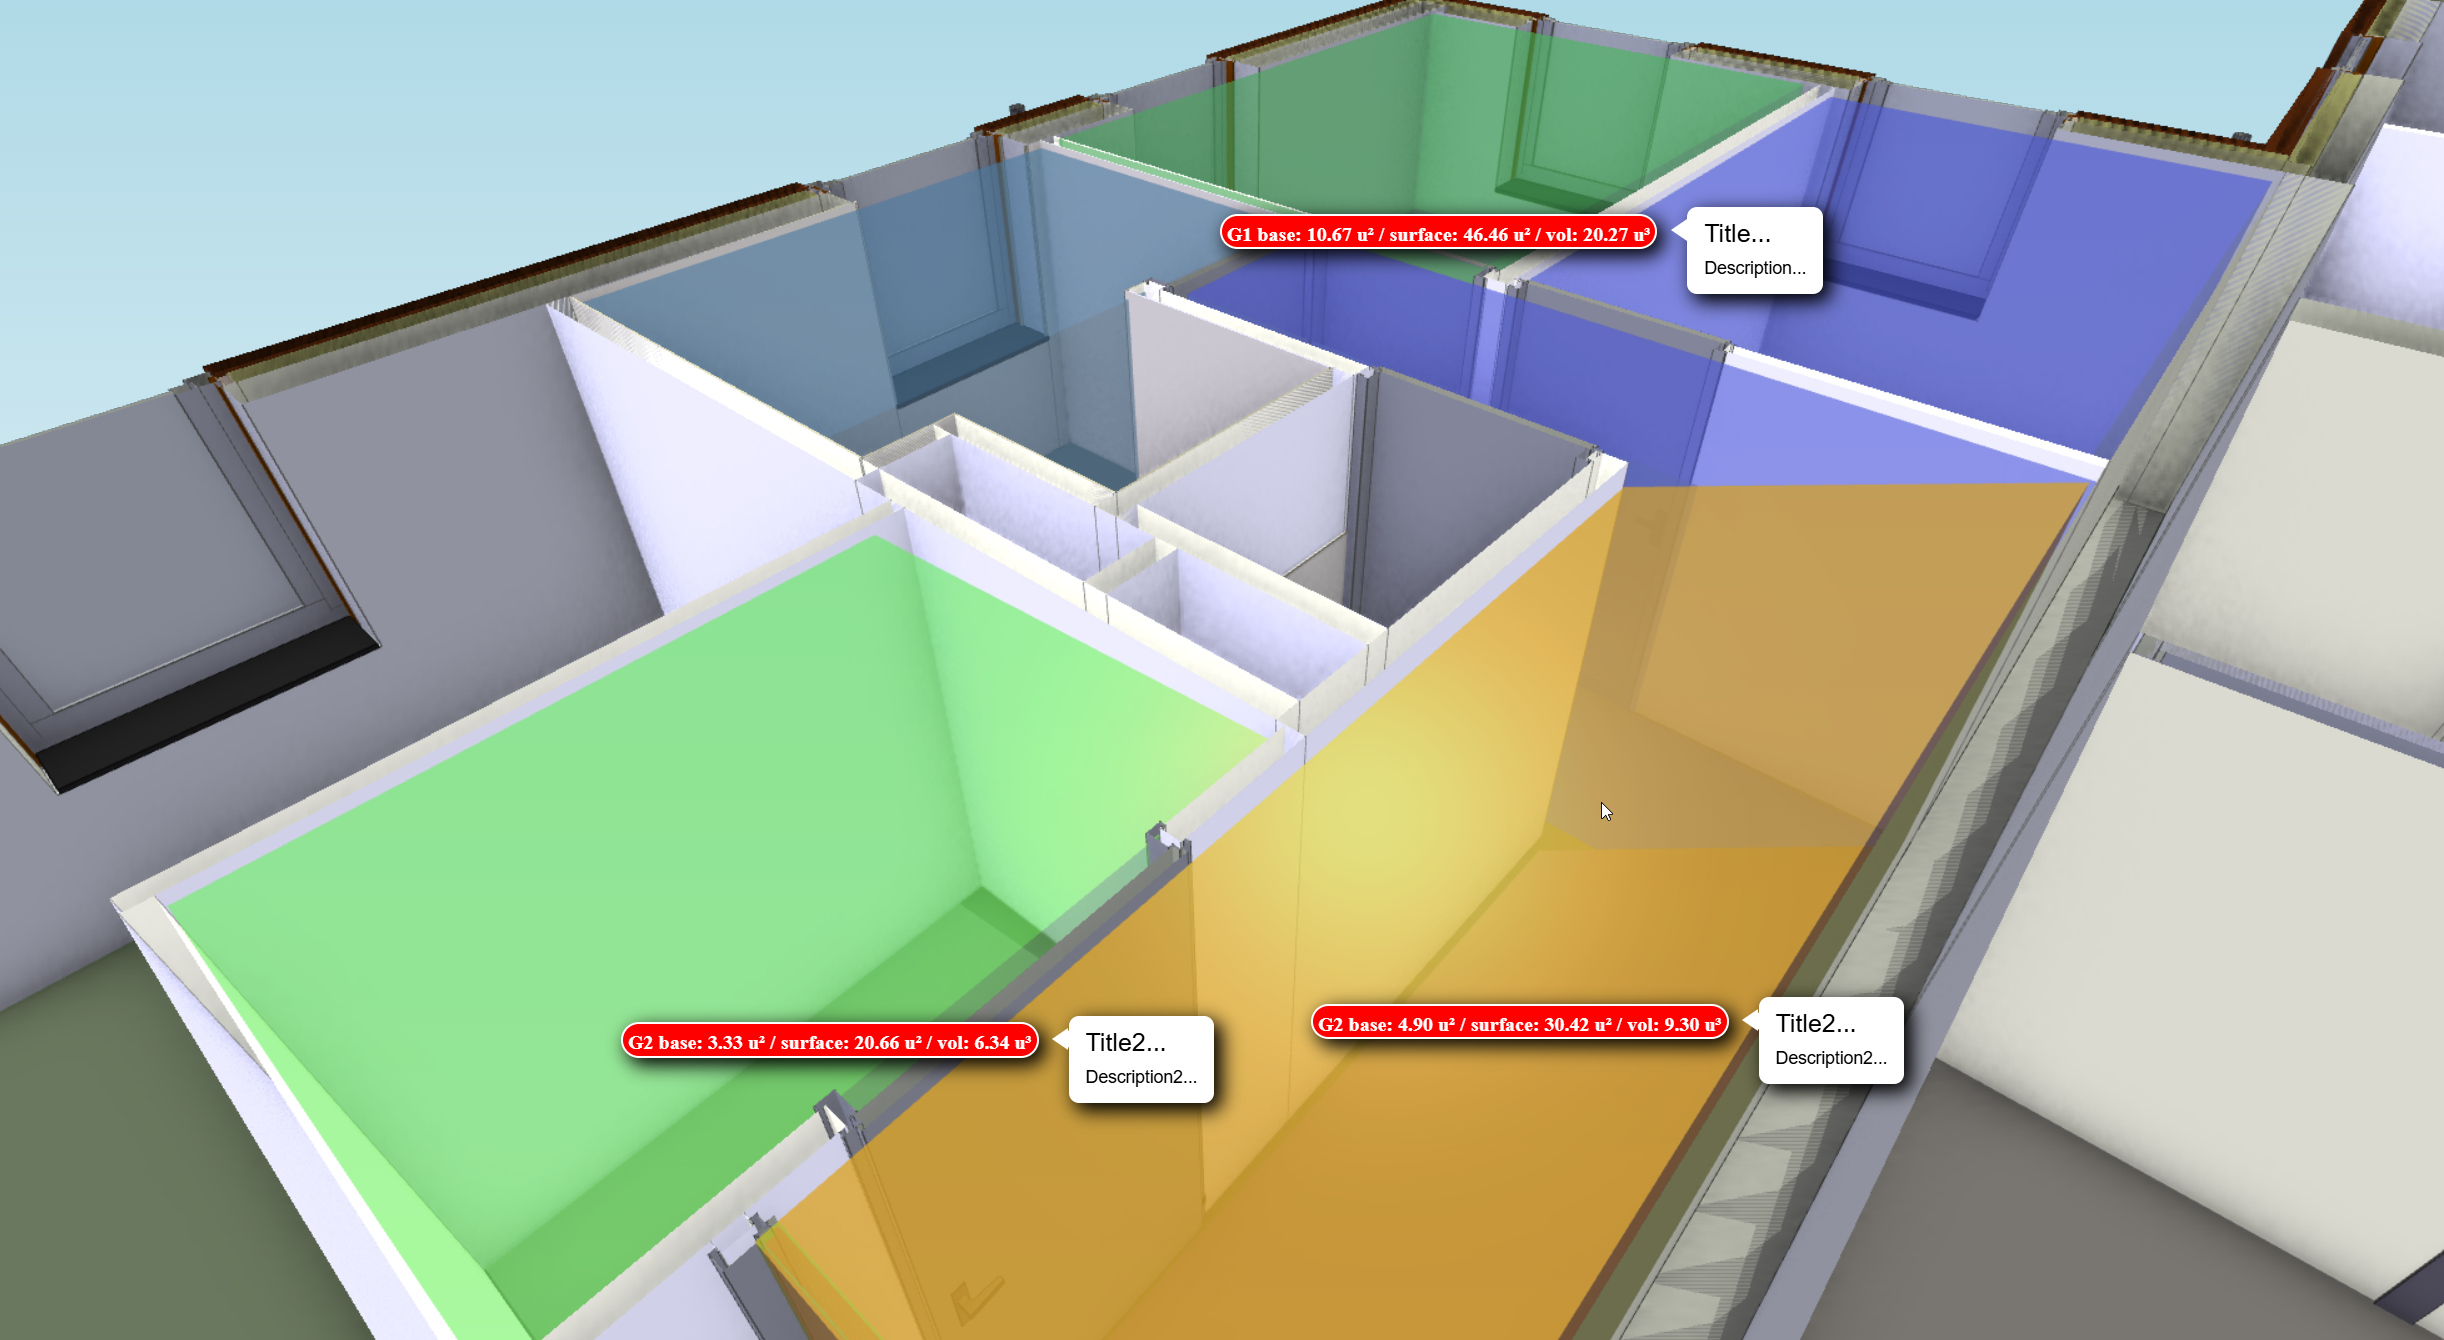 G1 base: 10.67 u² / surface: 46.46 u² / vol: 20.27 u³
Title...
Description...
G2 base: 3.33 u² / surface: 20.66 u² / vol: 6.34 u³
Title2...
Description2...
G2 base: 4.90 u² / surface: 30.42 u² / vol: 9.30 u³
Title2...
Description2...